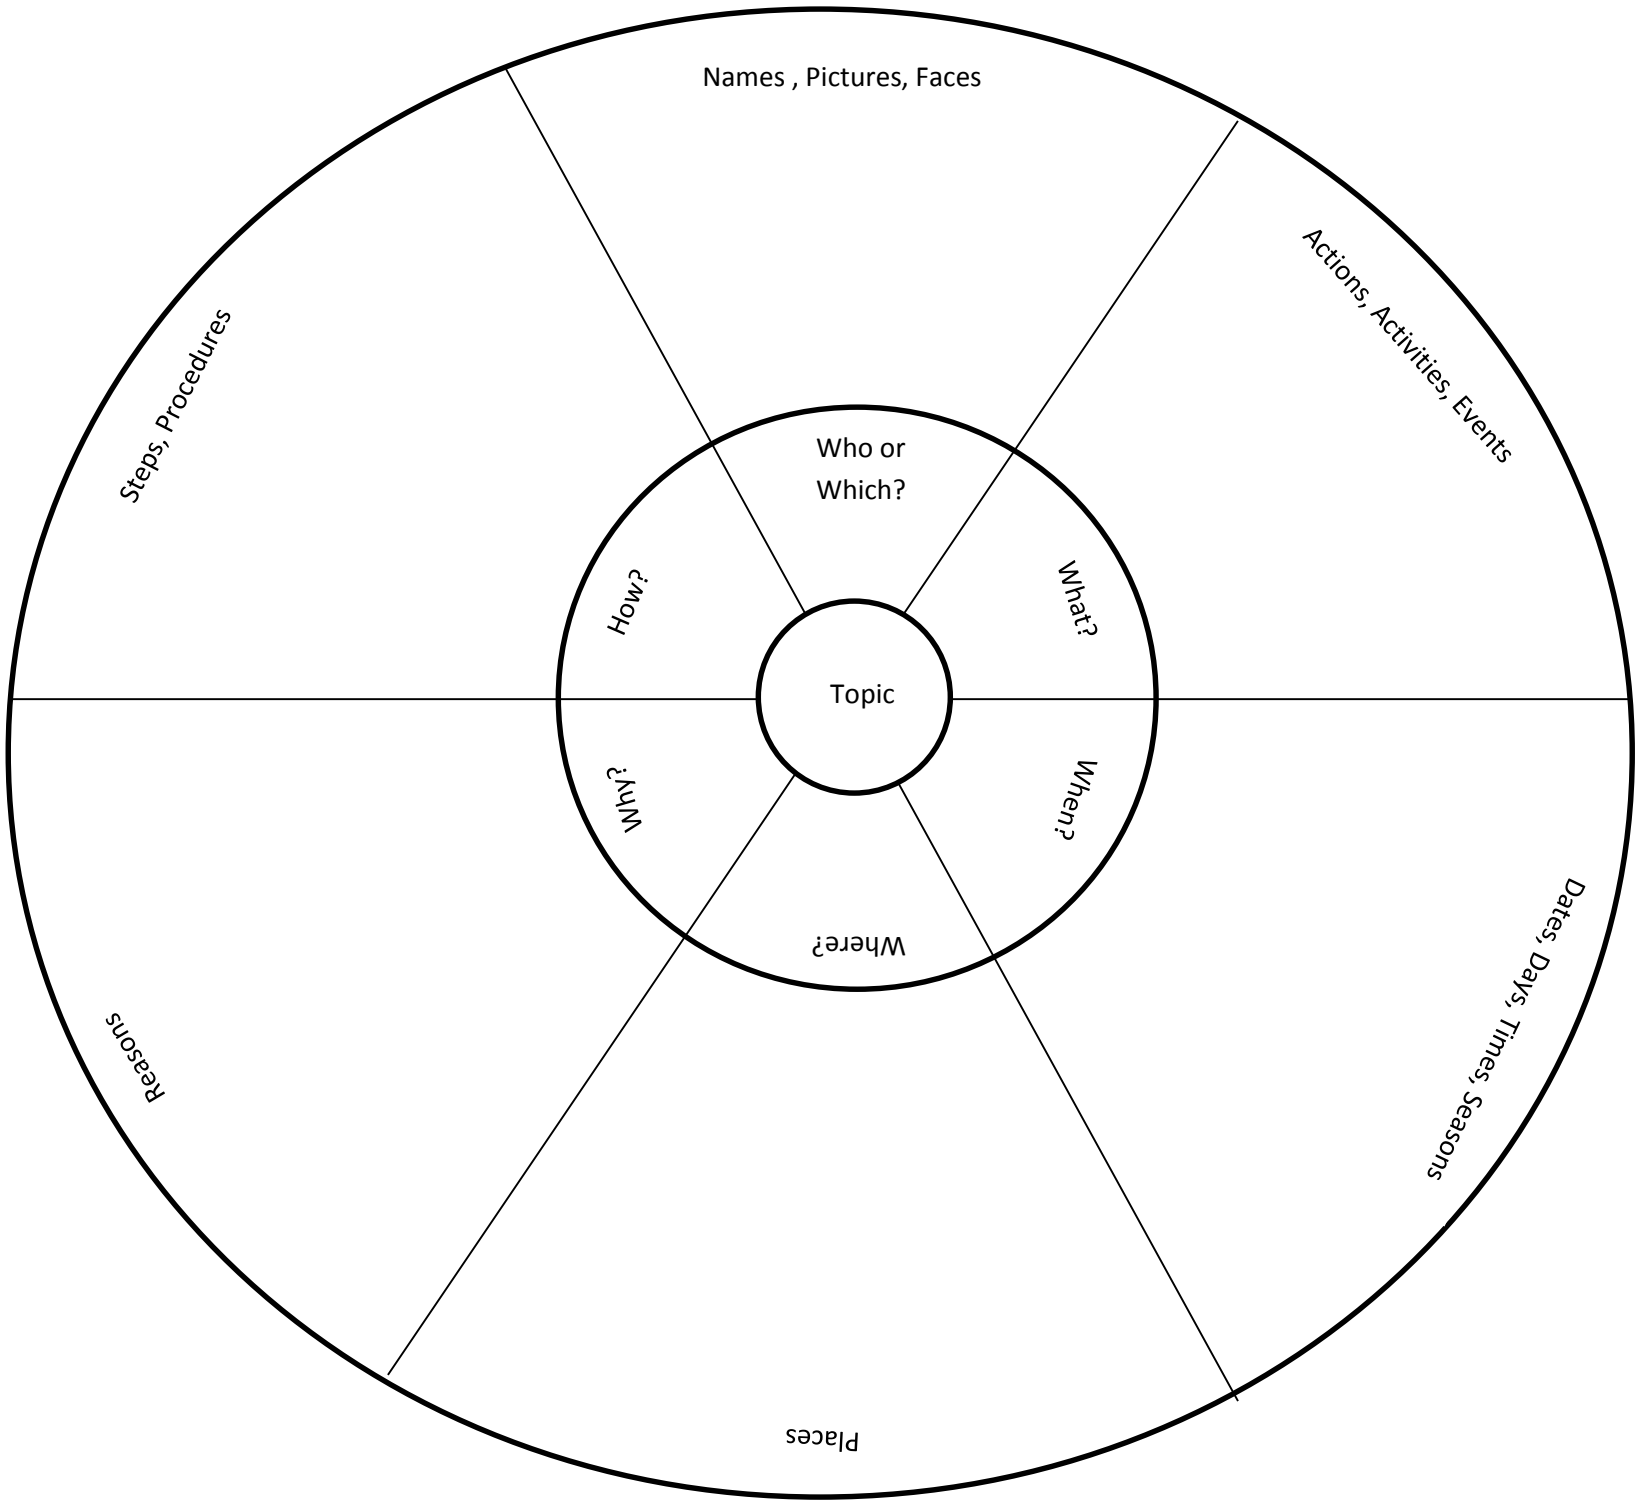 Names , Pictures, Faces
Actions, Activities, Events
Steps, Procedures
Who or
Which?
What?
How?
Topic
When?
Why?
Where?
Dates, Days, Times, Seasons
Reasons
Places